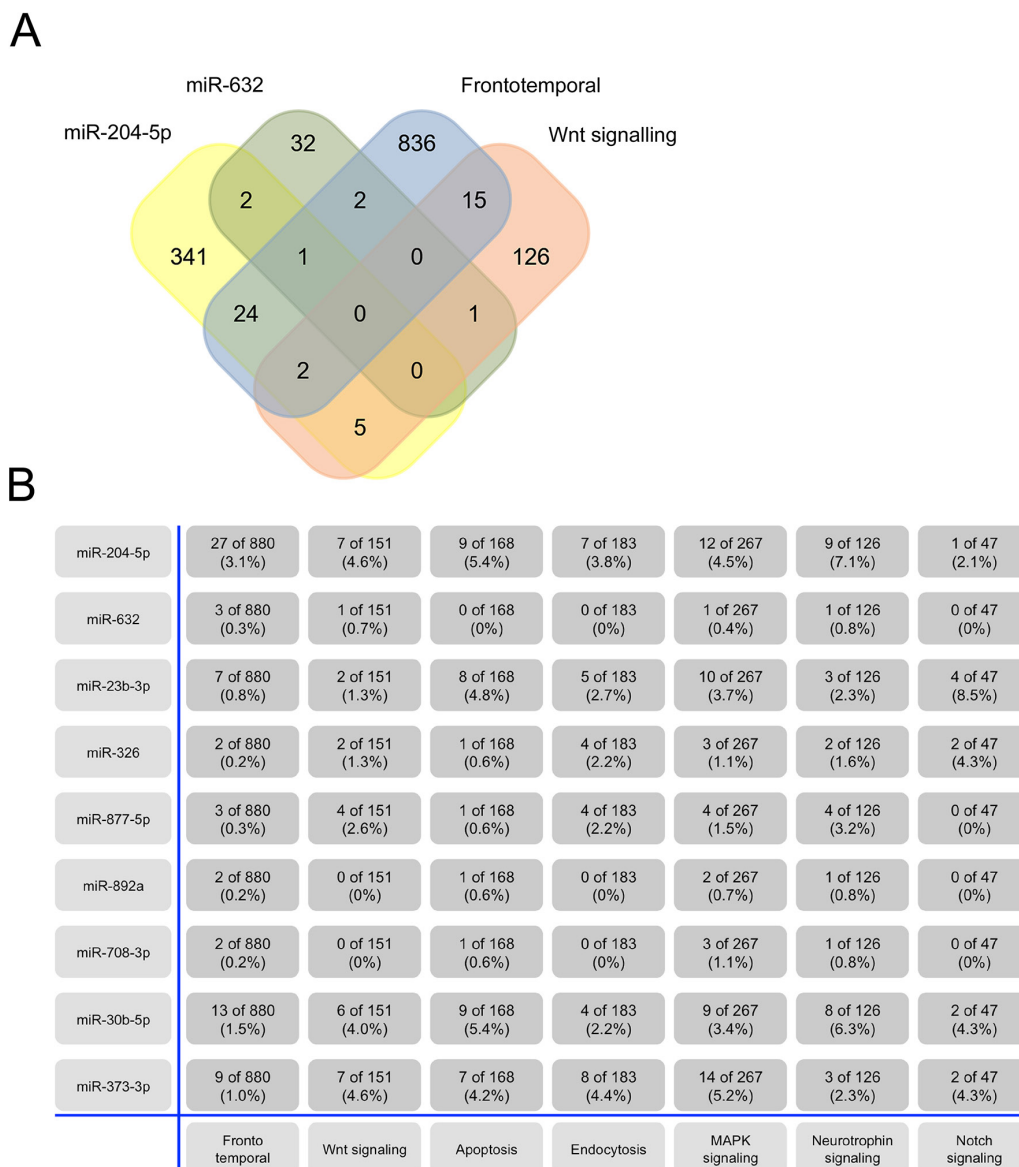 A
miR-632
Frontotemporal
miR-204-5p
Wnt signalling
32
836
2
2
15
341
1
0
126
24
0
1
2
0
5
B
miR-204-5p
27 of 880
(3.1%)
7 of 151
(4.6%)
9 of 168
(5.4%)
7 of 183
(3.8%)
12 of 267
(4.5%)
9 of 126
(7.1%)
1 of 47
(2.1%)
miR-632
3 of 880
(0.3%)
1 of 151
(0.7%)
0 of 168
(0%)
0 of 183
(0%)
1 of 267
(0.4%)
1 of 126
(0.8%)
0 of 47
(0%)
miR-23b-3p
7 of 880
(0.8%)
2 of 151
(1.3%)
8 of 168
(4.8%)
5 of 183
(2.7%)
10 of 267
(3.7%)
3 of 126
(2.3%)
4 of 47
(8.5%)
miR-326
2 of 880
(0.2%)
2 of 151
(1.3%)
1 of 168
(0.6%)
4 of 183
(2.2%)
3 of 267
(1.1%)
2 of 126
(1.6%)
2 of 47
(4.3%)
miR-877-5p
3 of 880
(0.3%)
4 of 151
(2.6%)
1 of 168
(0.6%)
4 of 183
(2.2%)
4 of 267
(1.5%)
4 of 126
(3.2%)
0 of 47
(0%)
miR-892a
2 of 880
(0.2%)
0 of 151
(0%)
1 of 168
(0.6%)
0 of 183
(0%)
2 of 267
(0.7%)
1 of 126
(0.8%)
0 of 47
(0%)
miR-708-3p
2 of 880
(0.2%)
0 of 151
(0%)
1 of 168
(0.6%)
0 of 183
(0%)
3 of 267
(1.1%)
1 of 126
(0.8%)
0 of 47
(0%)
miR-30b-5p
13 of 880
(1.5%)
6 of 151
(4.0%)
9 of 168
(5.4%)
4 of 183
(2.2%)
9 of 267
(3.4%)
8 of 126
(6.3%)
2 of 47
(4.3%)
miR-373-3p
9 of 880
(1.0%)
7 of 151
(4.6%)
7 of 168
(4.2%)
8 of 183
(4.4%)
14 of 267
(5.2%)
3 of 126
(2.3%)
2 of 47
(4.3%)
Fronto
temporal
Wnt signaling
Apoptosis
Endocytosis
MAPK
signaling
Neurotrophin
signaling
Notch
signaling